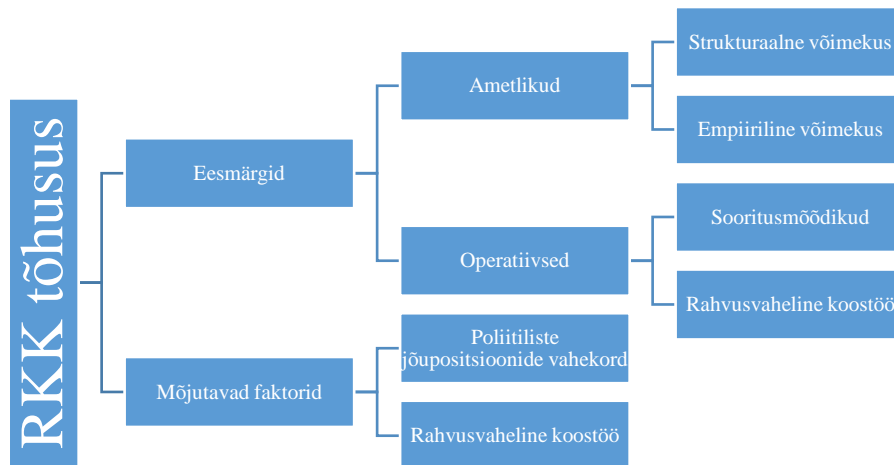 RKK tõhusus
Eesmärgid
Ametlikud
Strukturaalne võimekus
Empiiriline võimekus
Operatiivsed
Sooritusmõõdikud
Rahvusvaheline koostöö
Mõjutavad faktorid
Poliitiliste
jõupositsioonide vahekord
Rahvusvaheline koostöö